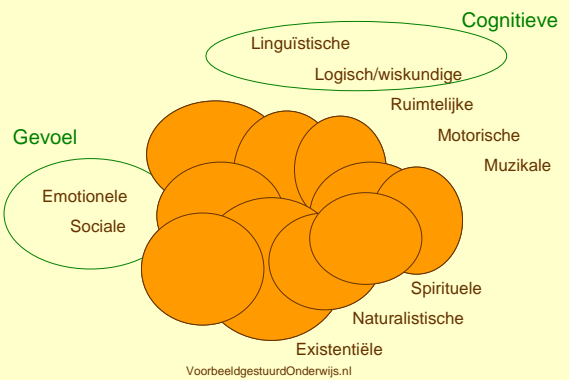 Cognitieve
Linguïstische
Logisch/wiskundige
Ruimtelijke
Gevoel
Motorische
Muzikale
Emotionele
Sociale
Spirituele
Naturalistische
Existentiële
VoorbeeldgestuurdOnderwijs.nl